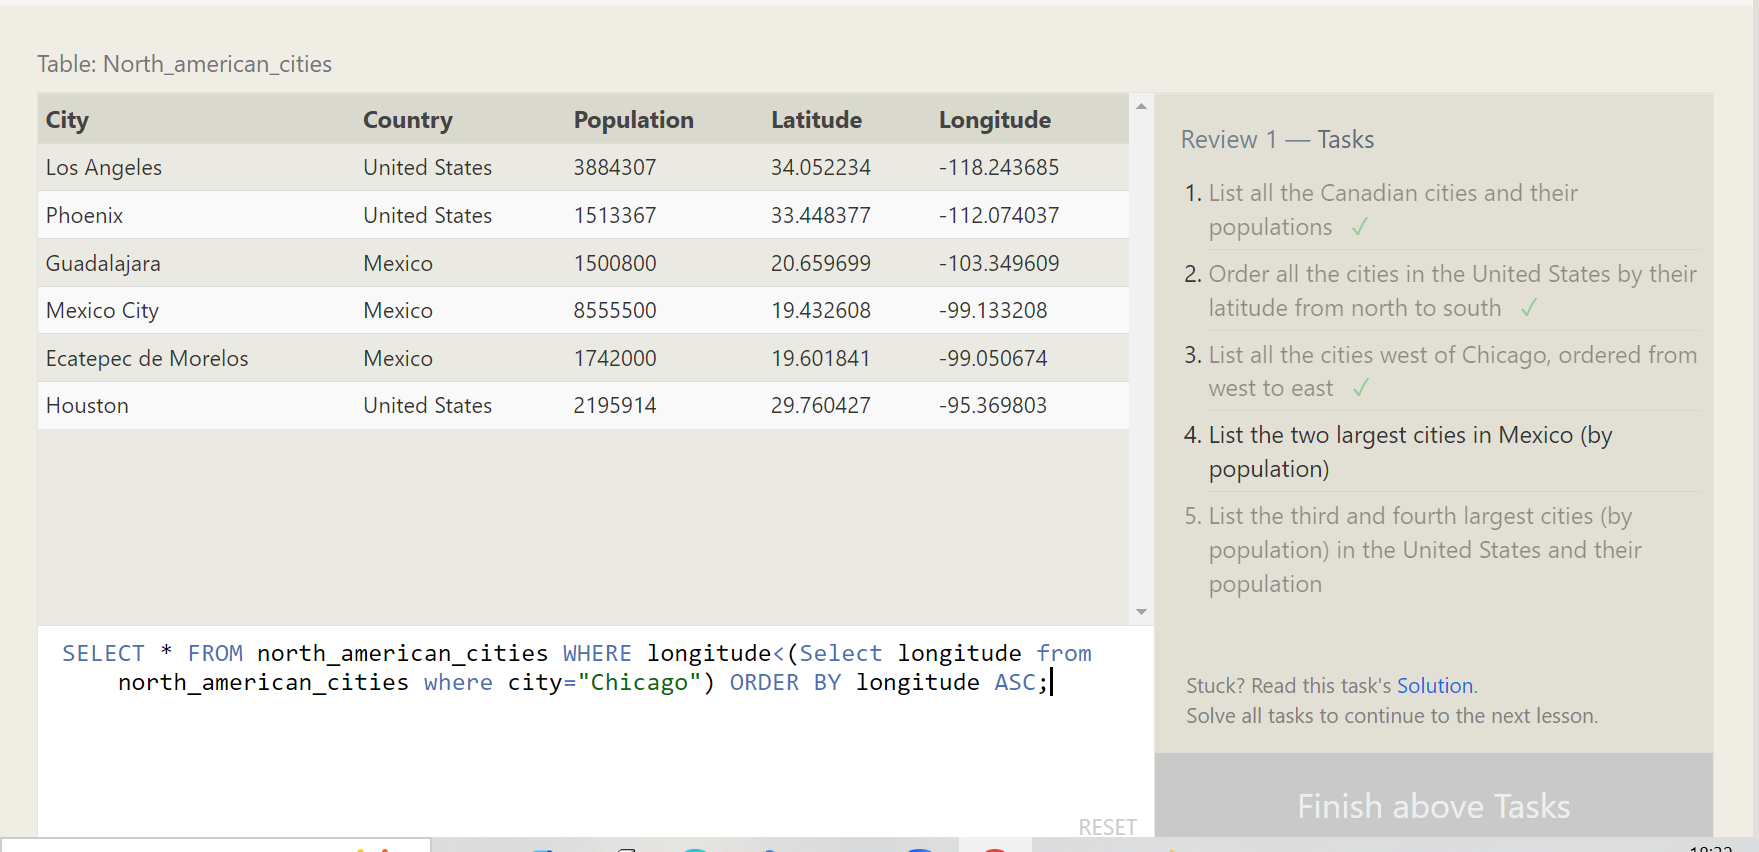 Table: North_american_cities
City Country Population Latitude Longitude
Los Angeles United States 3884307 34.052234 -118.243685
Phoenix United States 1513367 33.448377 -112.074037
Guadalajara Mexico 1500800 20.659699 -103.349609
Mexico City Mexico 8555500 19.432608 -99.133208
Ecatepec de Morelos Mexico 1742000 19.601841 -99.050674
Houston United States 2195914 29.760427 -95.369803
SELECT * FROM north_american_cities WHERE longitude<(Select longitude from
north_american_cities where city="Chicago") ORDER BY longitude ASC;
RESET
Review 1 — Tasks
1. List all the Canadian cities and their
populations ✓
2. Order all the cities in the United States by their
latitude from north to south ✓
3. List all the cities west of Chicago, ordered from
west to east ✓
4. List the two largest cities in Mexico (by
population)
5. List the third and fourth largest cities (by
population) in the United States and their
population
Stuck? Read this task's Solution.
Solve all tasks to continue to the next lesson.
Finish above Tasks